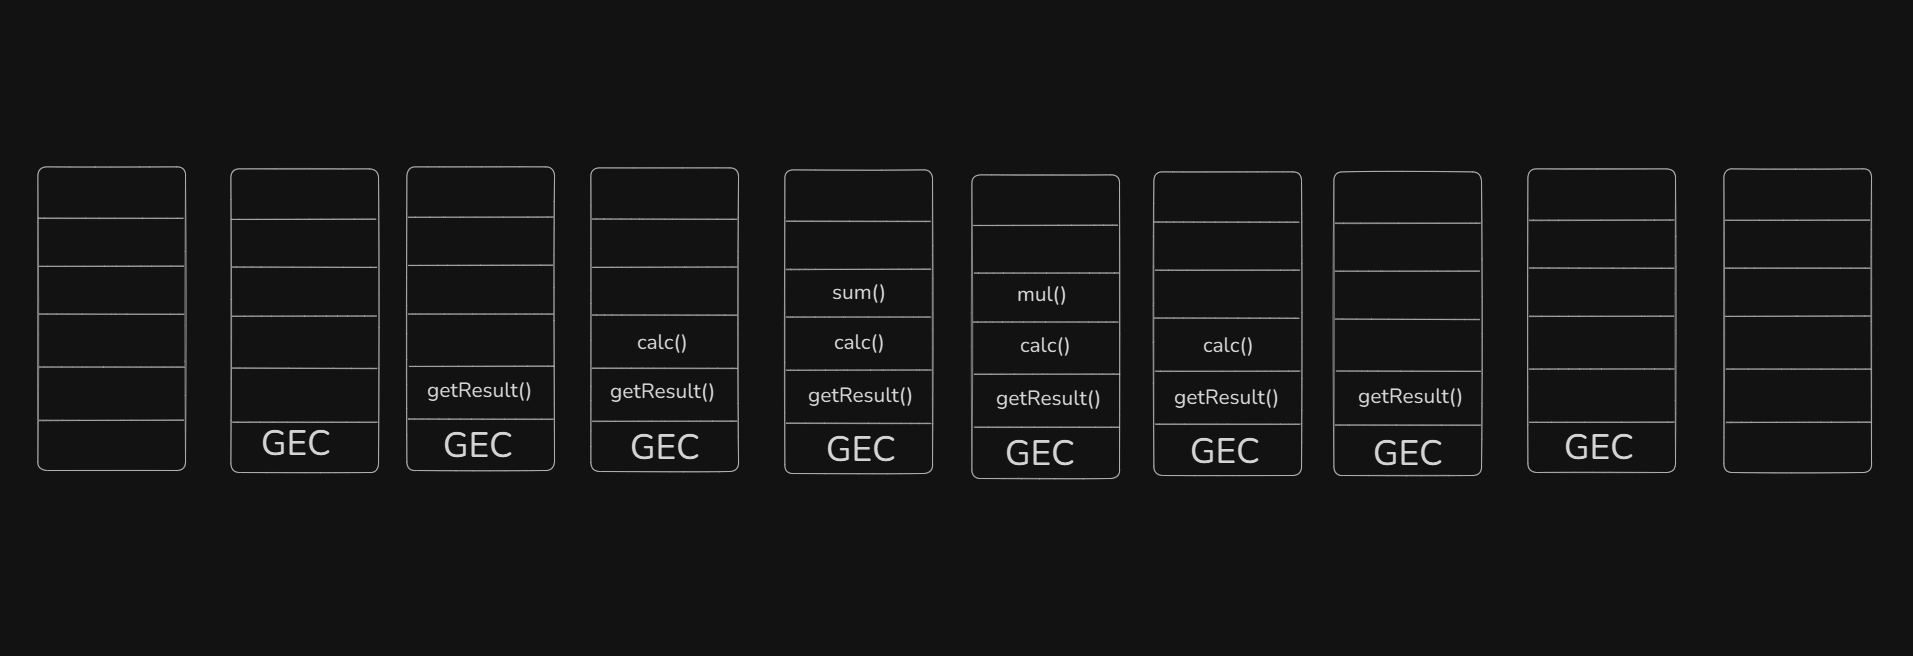 GEC
getResult()
GEC
calc()
getResult()
GEC
sum()
calc()
getResult()
GEC
mul()
calc()
getResult()
GEC
calc()
getResult()
GEC
getResult()
GEC
GEC